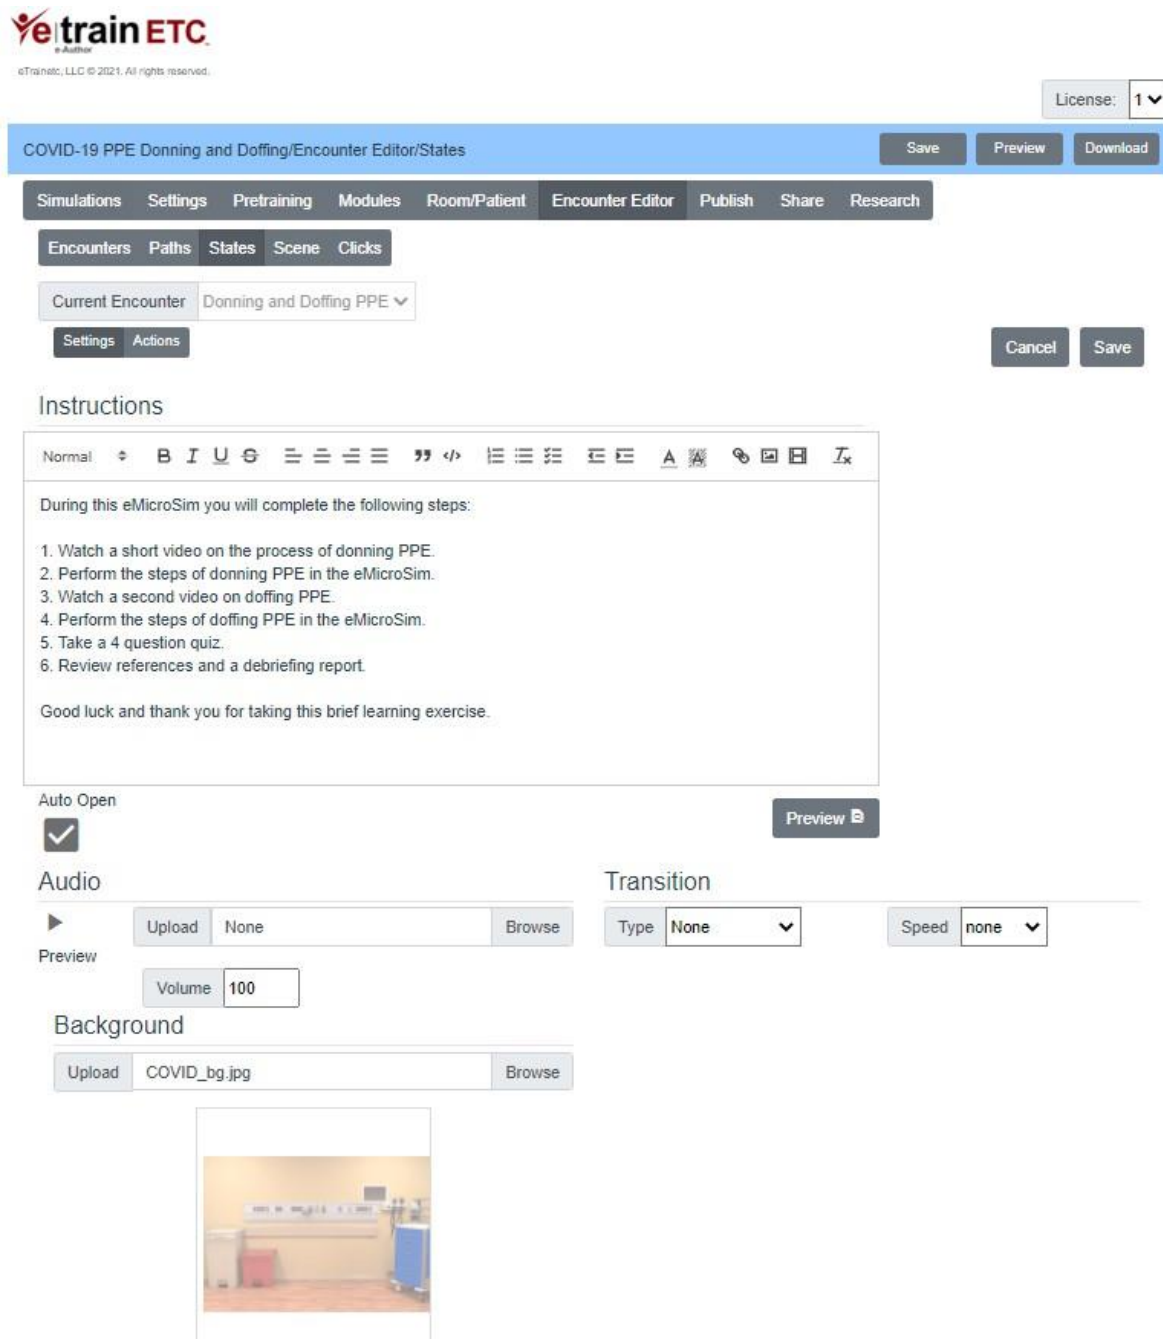 etrain ETC
e-Author
eTrainetc, LLC © 2021. All rights reserved.
License: 1
COVID-19 PPE Donning and Doffing/Encounter Editor/States Save Preview Download
Simulations Settings Pretraining Modules Room/Patient Encounter Editor Publish Share Research
Encounters Paths States Scene Clicks
Current Encounter Donning and Doffing PPE
Settings Actions Cancel Save
Instructions
Normal B I U S A A Tx
During this eMicroSim you will complete the following steps:
1. Watch a short video on the process of donning PPE.
2. Perform the steps of donning PPE in the eMicroSim.
3. Watch a second video on doffing PPE.
4. Perform the steps of doffing PPE in the eMicroSim.
5. Take a 4 question quiz.
6. Review references and a debriefing report.
Good luck and thank you for taking this brief learning exercise.
Auto Open
Preview
Audio Transition
Upload None Browse Type None Speed none
Preview
Volume 100
Background
Upload COVID_bg.jpg Browse